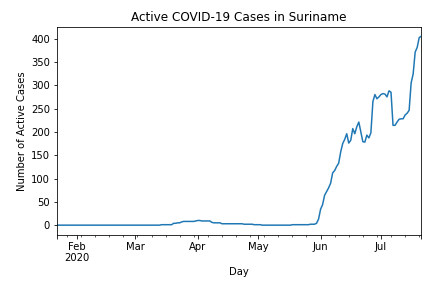 Active COVID-19 Cases in Suriname
400
350
300
250
200
150
100
50
0
Number of Active Cases
Feb Mar Apr May Jun Jul
2020
Day